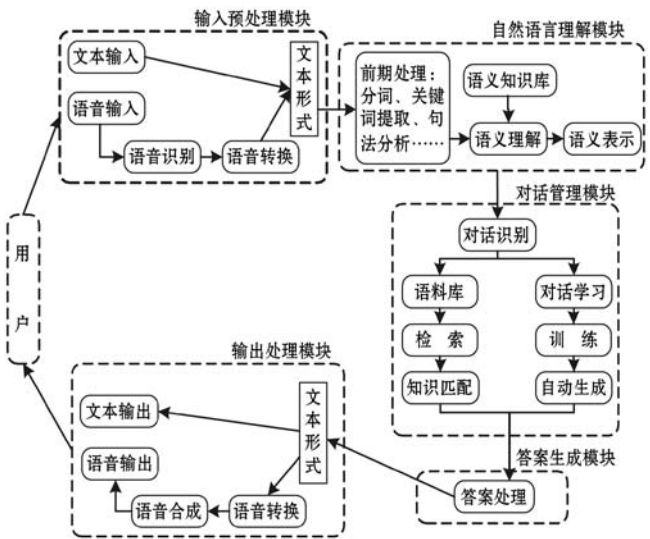 输入预处理模块
文本输入
语音输入
语音识别
语音转换
文本形式
自然语言理解模块
前期处理：
分词、关键
词提取、句
法分析……
语义知识库
语义理解
语义表示
对话管理模块
对话识别
语料库
对话学习
检 索
训 练
知识匹配
自动生成
答案生成模块
答案处理
输出处理模块
文本形式
文本输出
语音输出
语音合成
语音转换
用户